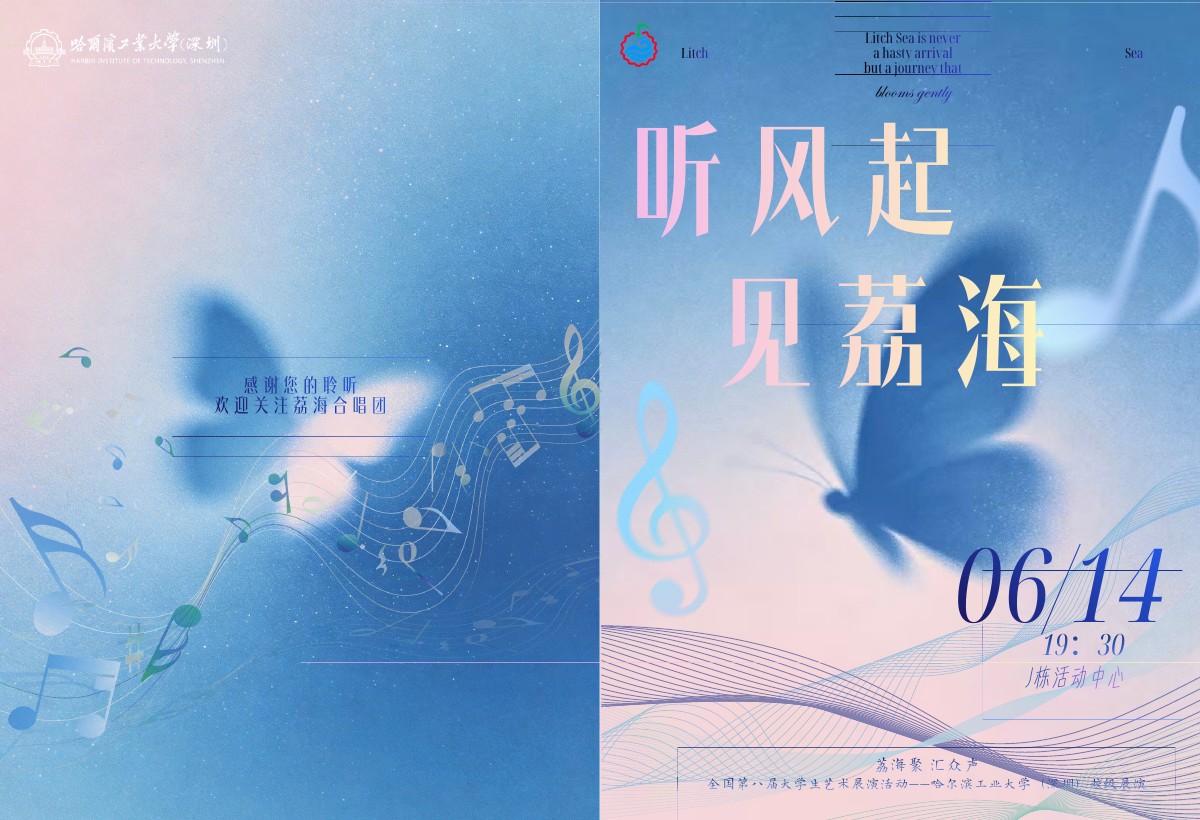 哈爾濱工業大學(深圳)
HARBIN INSTITUTE OF TECHNOLOGY, SHENZHEN
感谢您的聆听
欢迎关注荔海合唱团
Litch
Sea
Litch Sea is never
a hasty arrival
but a journey that
blooms gently
听风起
见荔海
06/14
19：30
J栋活动中心
荔海聚 汇众声
全国第八届大学生艺术展演活动——哈尔滨工业大学（深圳）校级展演